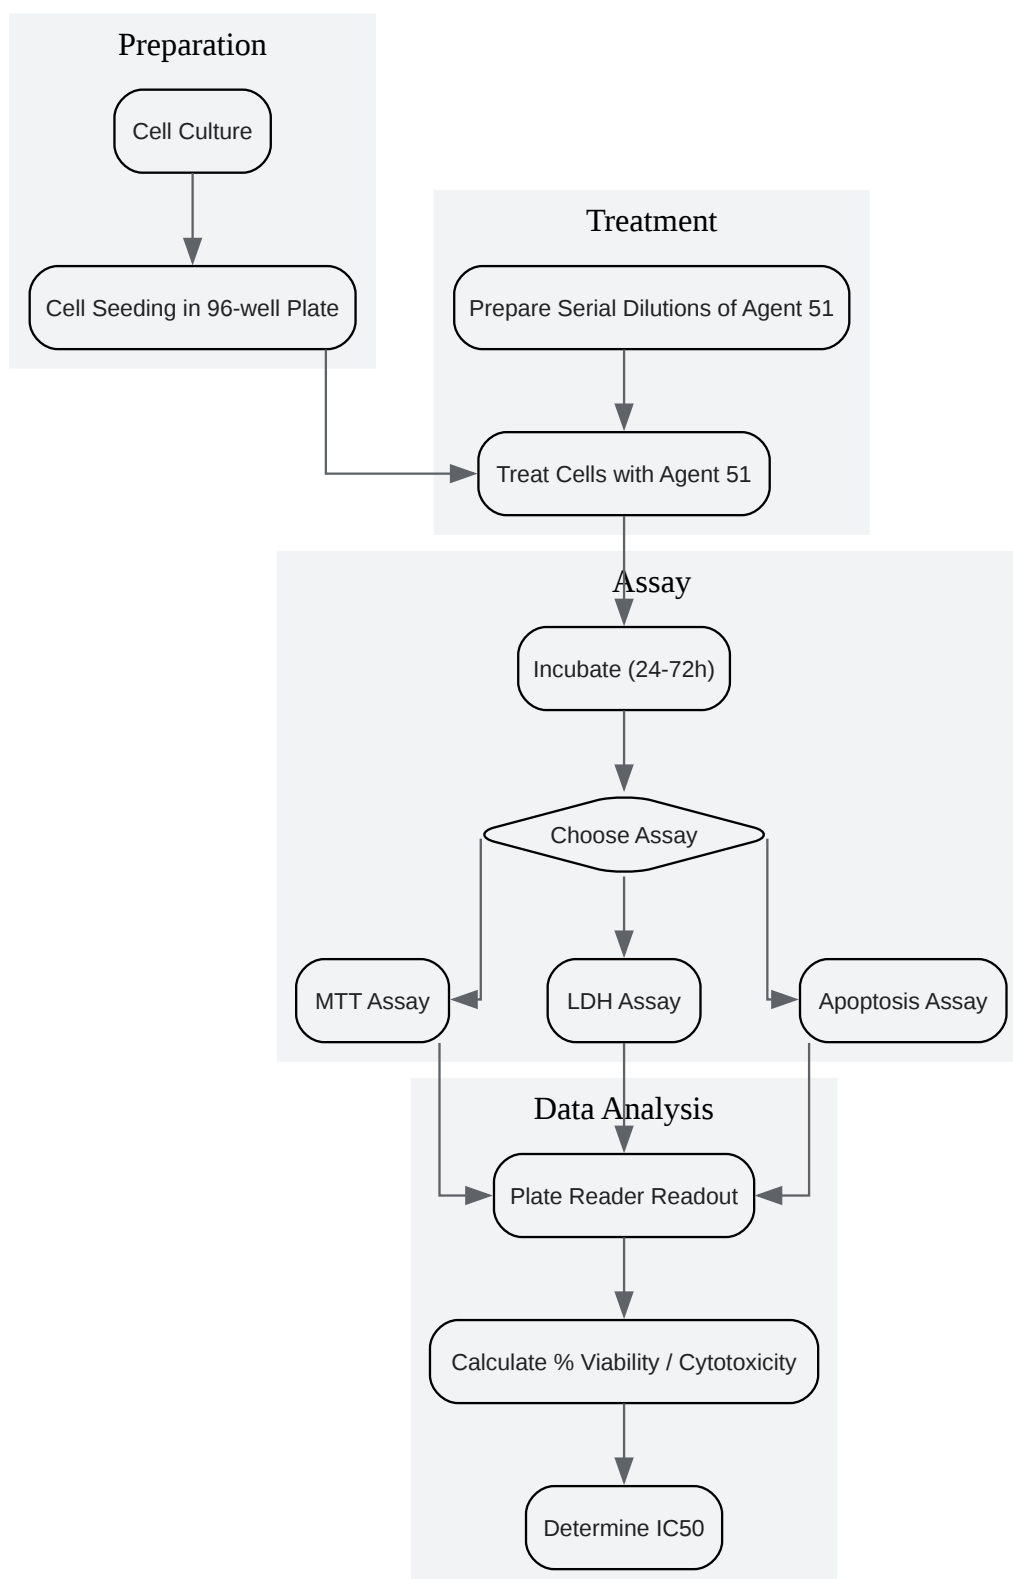 Preparation
Cell Culture
Cell Seeding in 96-well Plate
Treatment
Prepare Serial Dilutions of Agent 51
Treat Cells with Agent 51
Assay
Incubate (24-72h)
Choose Assay
MTT Assay
LDH Assay
Apoptosis Assay
Data Analysis
Plate Reader Readout
Calculate % Viability / Cytotoxicity
Determine IC50